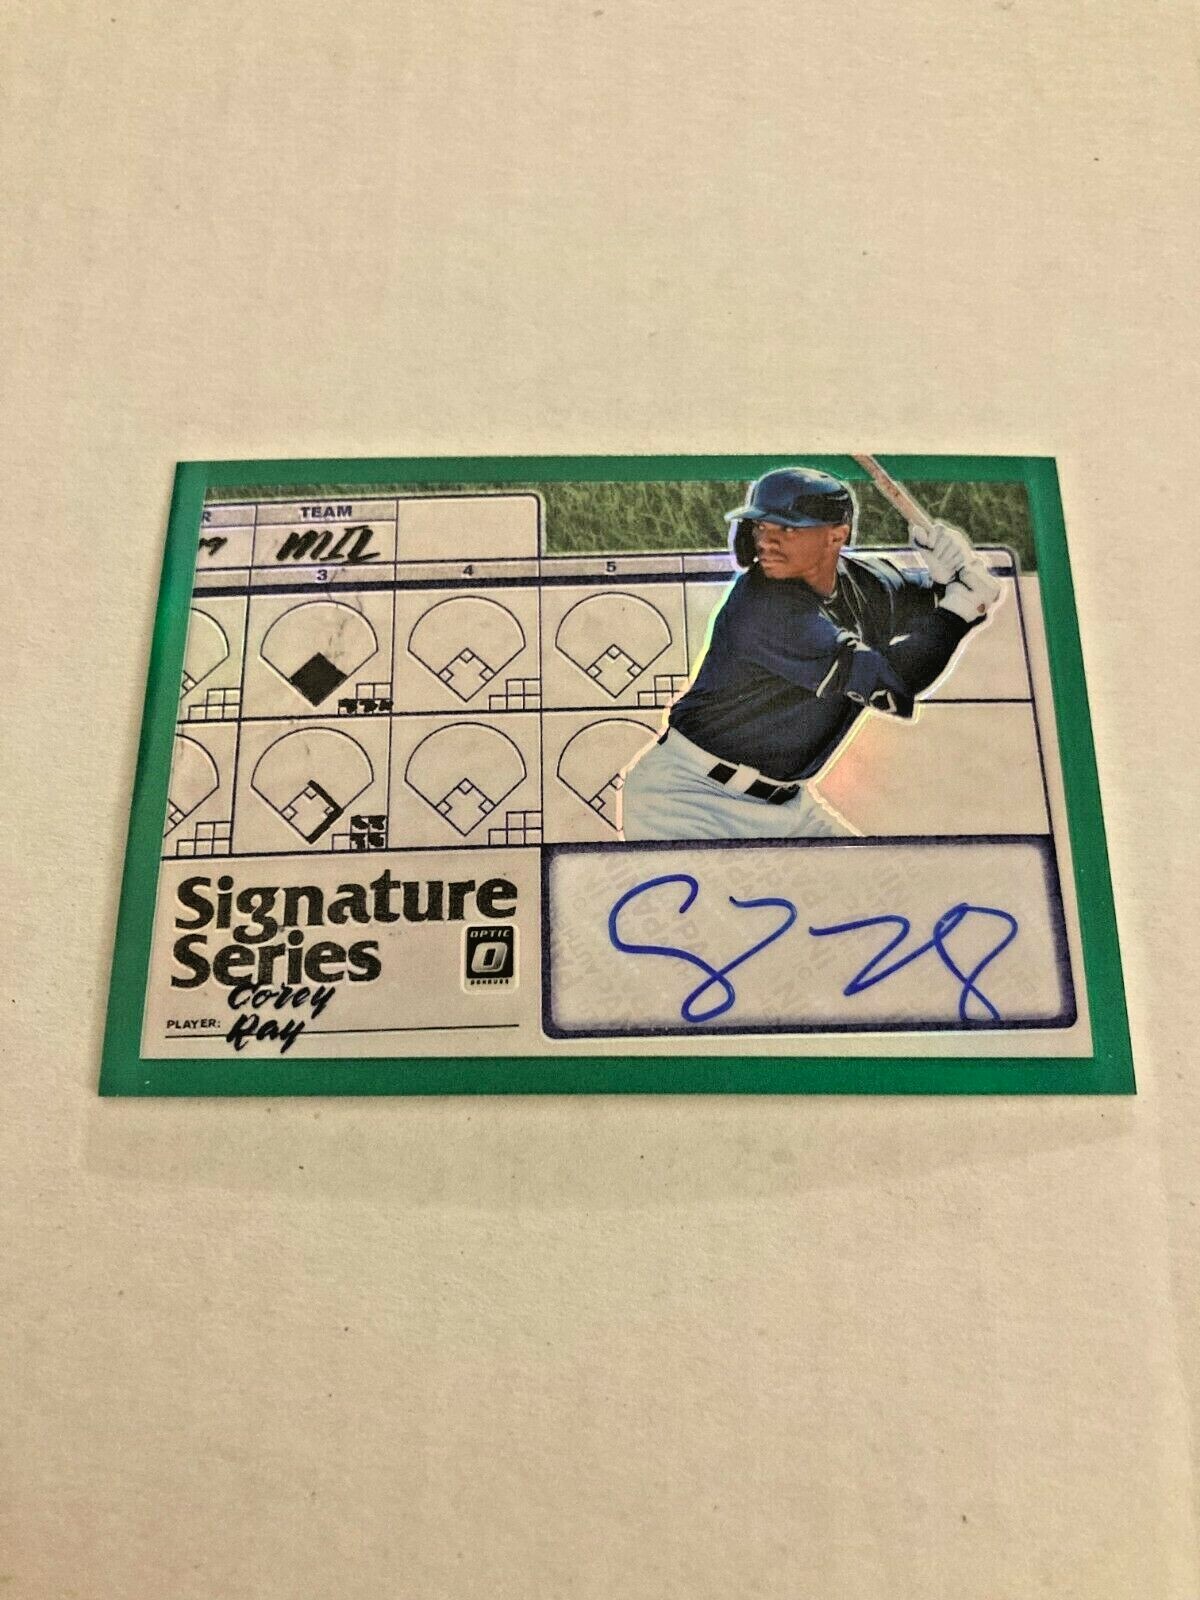 TEAM
MIL
3 4 5
Signature
Series
OPTIC
DONRUSS
Corey
PLAYER: Ray